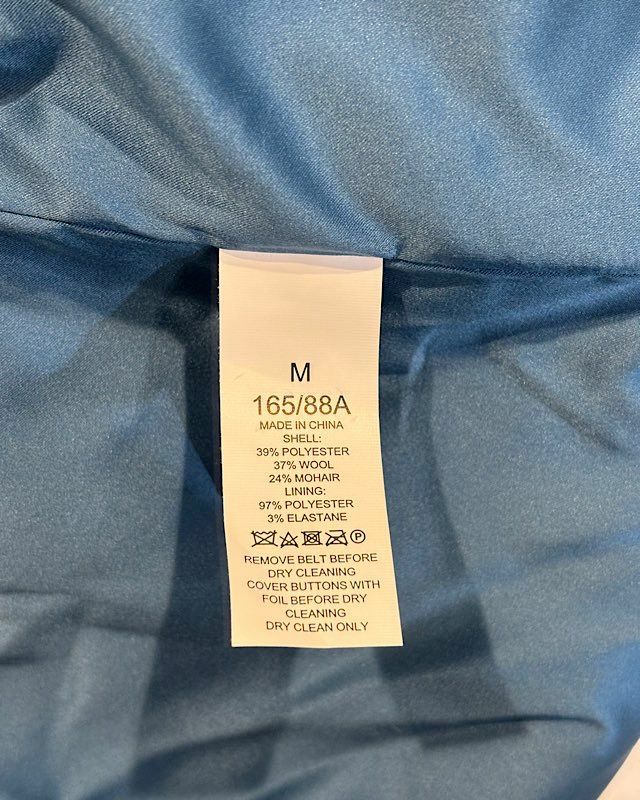 M
165/88A
MADE IN CHINA
SHELL:
39% POLYESTER
37% WOOL
24% MOHAIR
LINING:
97% POLYESTER
3% ELASTANE
P
REMOVE BELT BEFORE
DRY CLEANING
COVER BUTTONS WITH
FOIL BEFORE DRY
CLEANING
DRY CLEAN ONLY